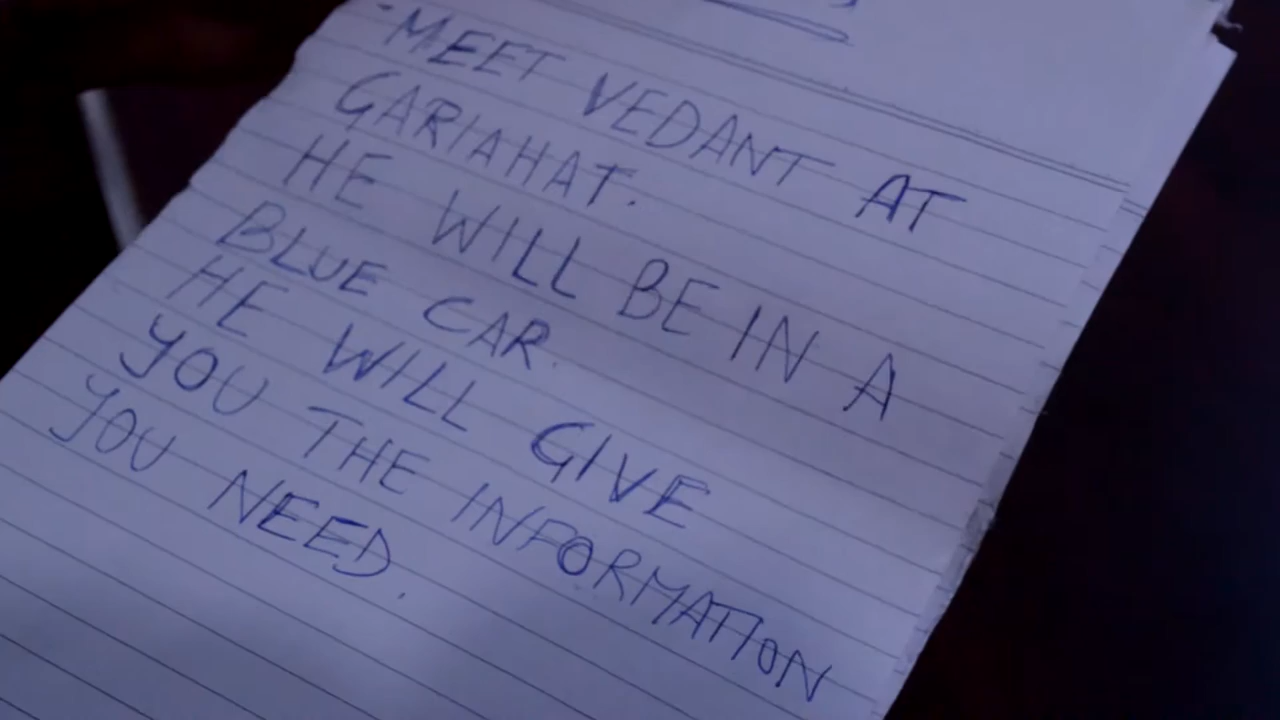 -MEET VEDANT AT
GARIAHAT.
HE WILL BE IN A
BLUE CAR.
HE WILL GIVE
YOU THE INFORMATION
YOU NEED.